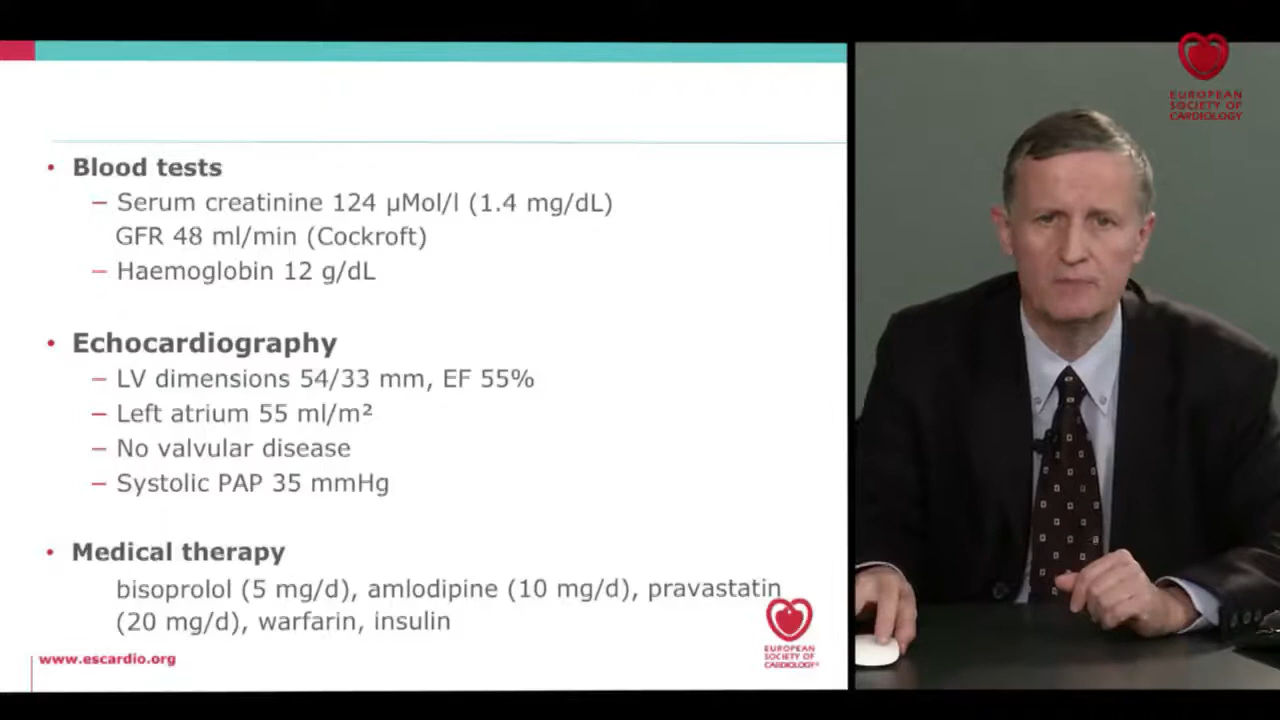 EUROPEAN
SOCIETY OF
CARDIOLOGY
• Blood tests
– Serum creatinine 124 µMol/l (1.4 mg/dL)
GFR 48 ml/min (Cockroft)
– Haemoglobin 12 g/dL
• Echocardiography
– LV dimensions 54/33 mm, EF 55%
– Left atrium 55 ml/m²
– No valvular disease
– Systolic PAP 35 mmHg
• Medical therapy
bisoprolol (5 mg/d), amlodipine (10 mg/d), pravastatin
(20 mg/d), warfarin, insulin
www.escardio.org
EUROPEAN
SOCIETY OF
CARDIOLOGY®